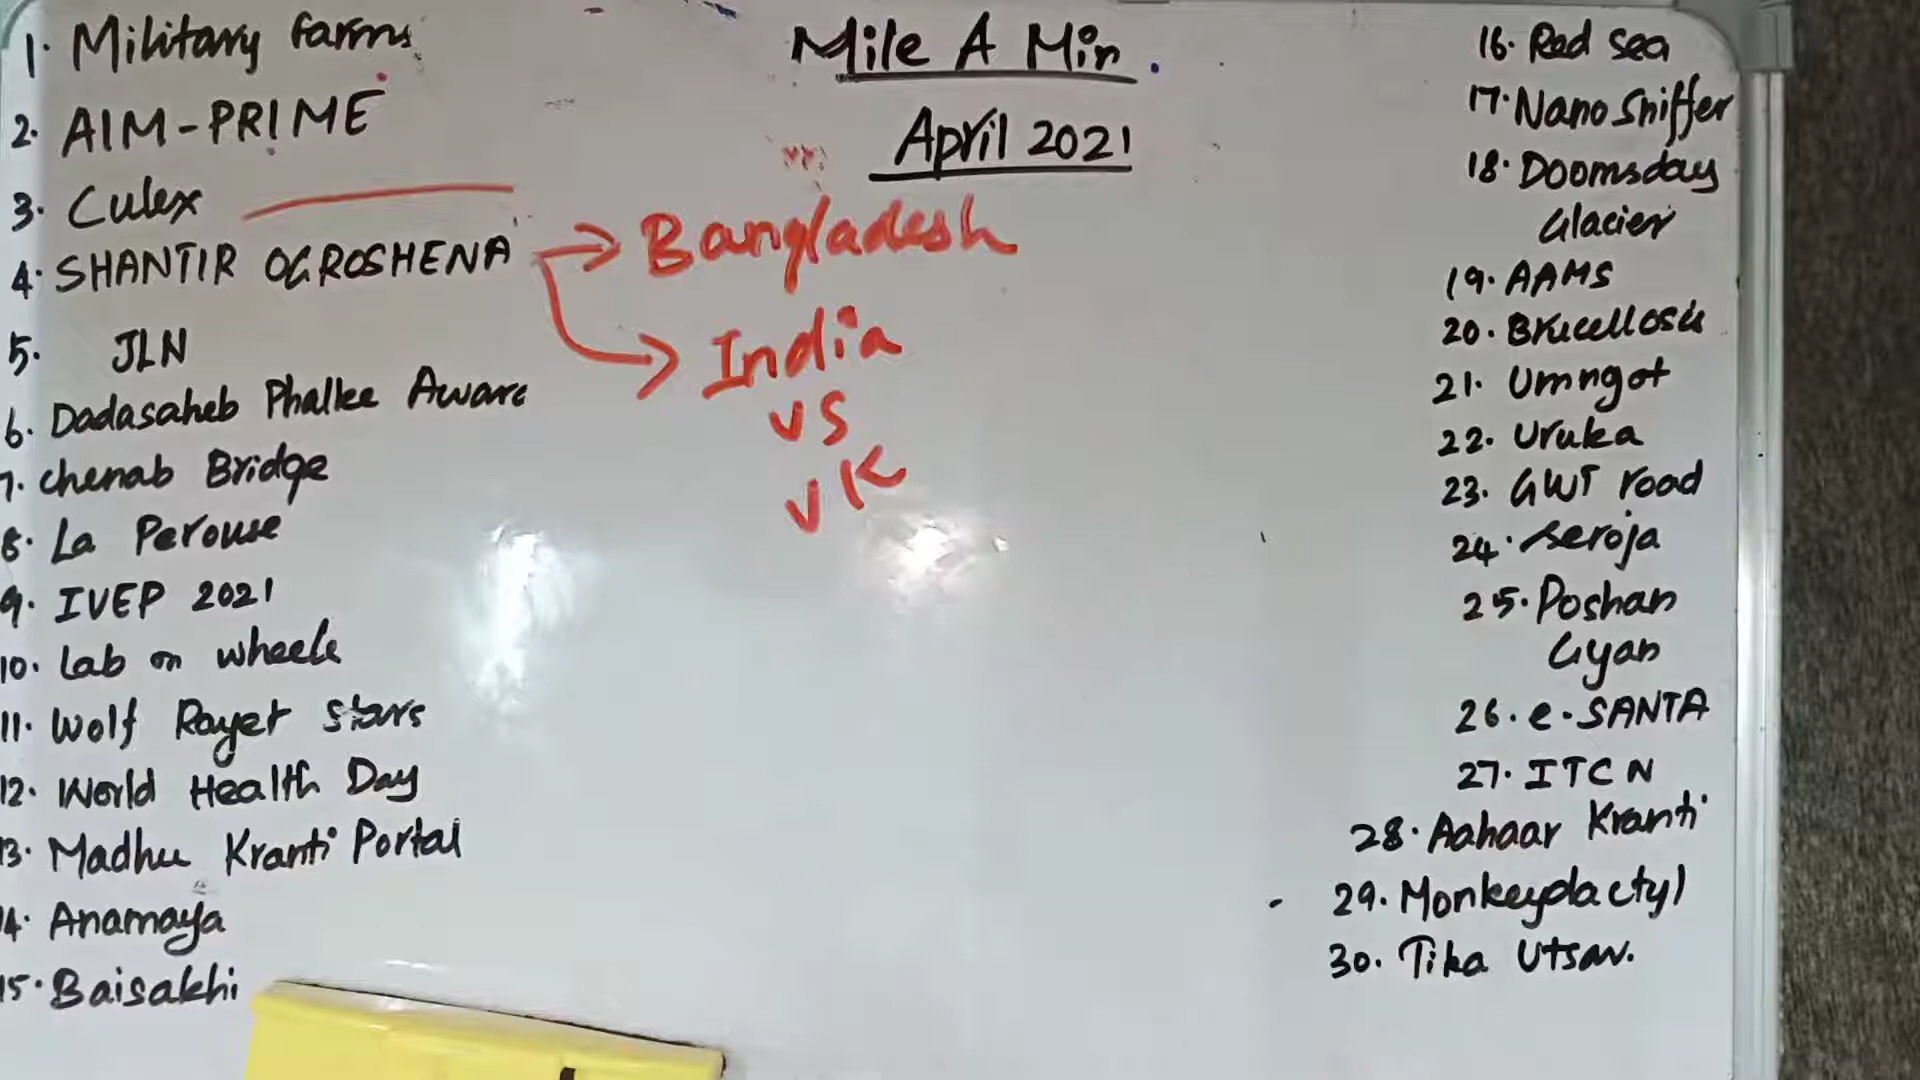 Mile A Min.
April 2021
1. Military farms
2. AIM-PRIME
3. Culex
4. SHANTIR OGROSHENA
Bangladesh
India
VS
VK
5. JLN
6. Dadasaheb Phalke Awar
7. Chenab Bridge
8. La Perouse
9. IVEP 2021
10. Lab on wheels
11. Wolf Rayet Stars
12. World Health Day
13. Madhu Kranti Portal
14. Anamaya
15. Baisakhi
16. Red Sea
17. Nano Sniffer
18. Doomsday
Glacier
19. AAMS
20. Brucellosis
21. Umngot
22. Uruka
23. GWT road
24. Seroja
25. Poshan
Gyan
26. e-SANTA
27. ITCN
28. Aahaar Kranti
29. Monkeydactyl
30. Tika Utsav.